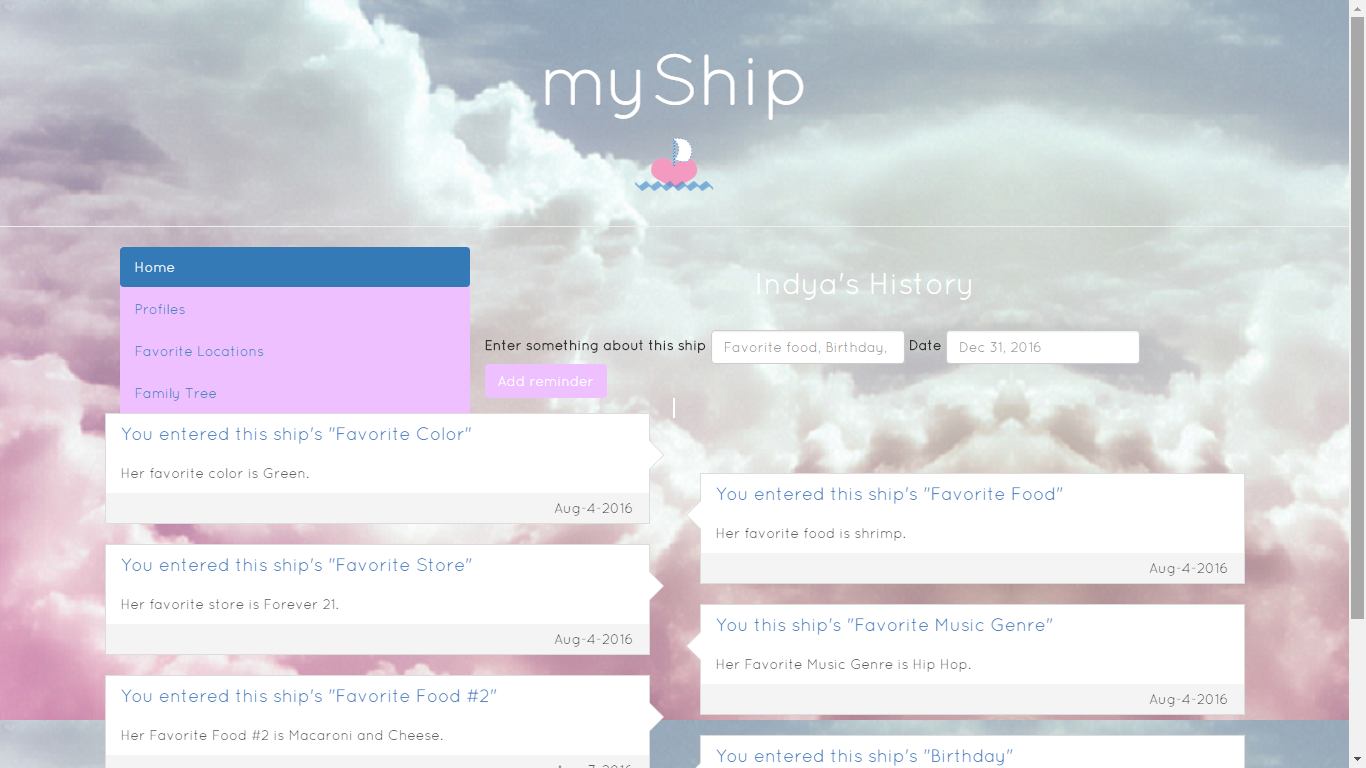 myShip
Home
Profiles
Favorite Locations
Family Tree
Indya's History
Enter something about this ship Favorite food, Birthday, Date Dec 31, 2016
Add reminder
You entered this ship's "Favorite Color"
Her favorite color is Green.
Aug-4-2016
You entered this ship's "Favorite Food"
Her favorite food is shrimp.
Aug-4-2016
You entered this ship's "Favorite Store"
Her favorite store is Forever 21.
Aug-4-2016
You this ship's "Favorite Music Genre"
Her Favorite Music Genre is Hip Hop.
Aug-4-2016
You entered this ship's "Favorite Food #2"
Her Favorite Food #2 is Macaroni and Cheese.
You entered this ship's "Birthday"